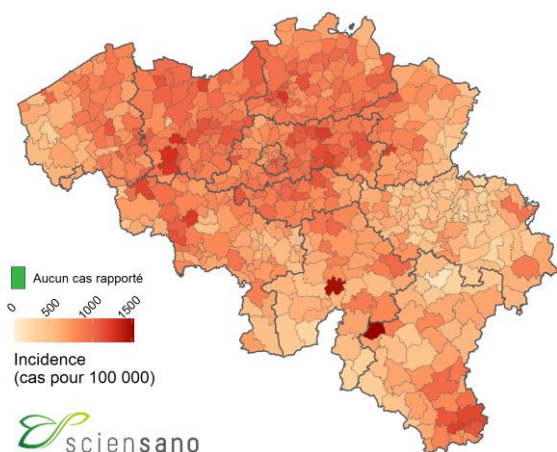 Aucun cas rapporté
0 500 1000 1500
Incidence
(cas pour 100 000)
sciensano